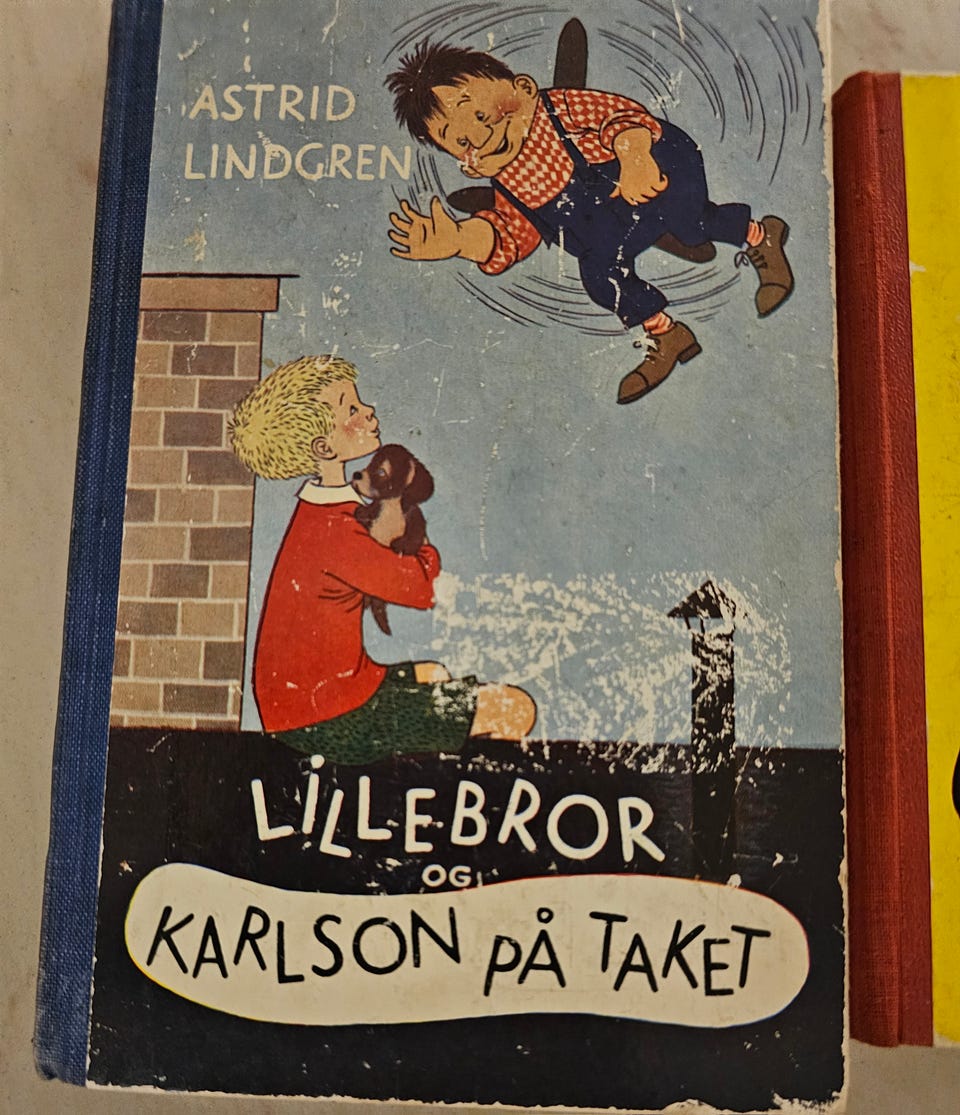 ASTRID
LINDGREN
LILLEBROR
OG
KARLSON PÅ TAKET